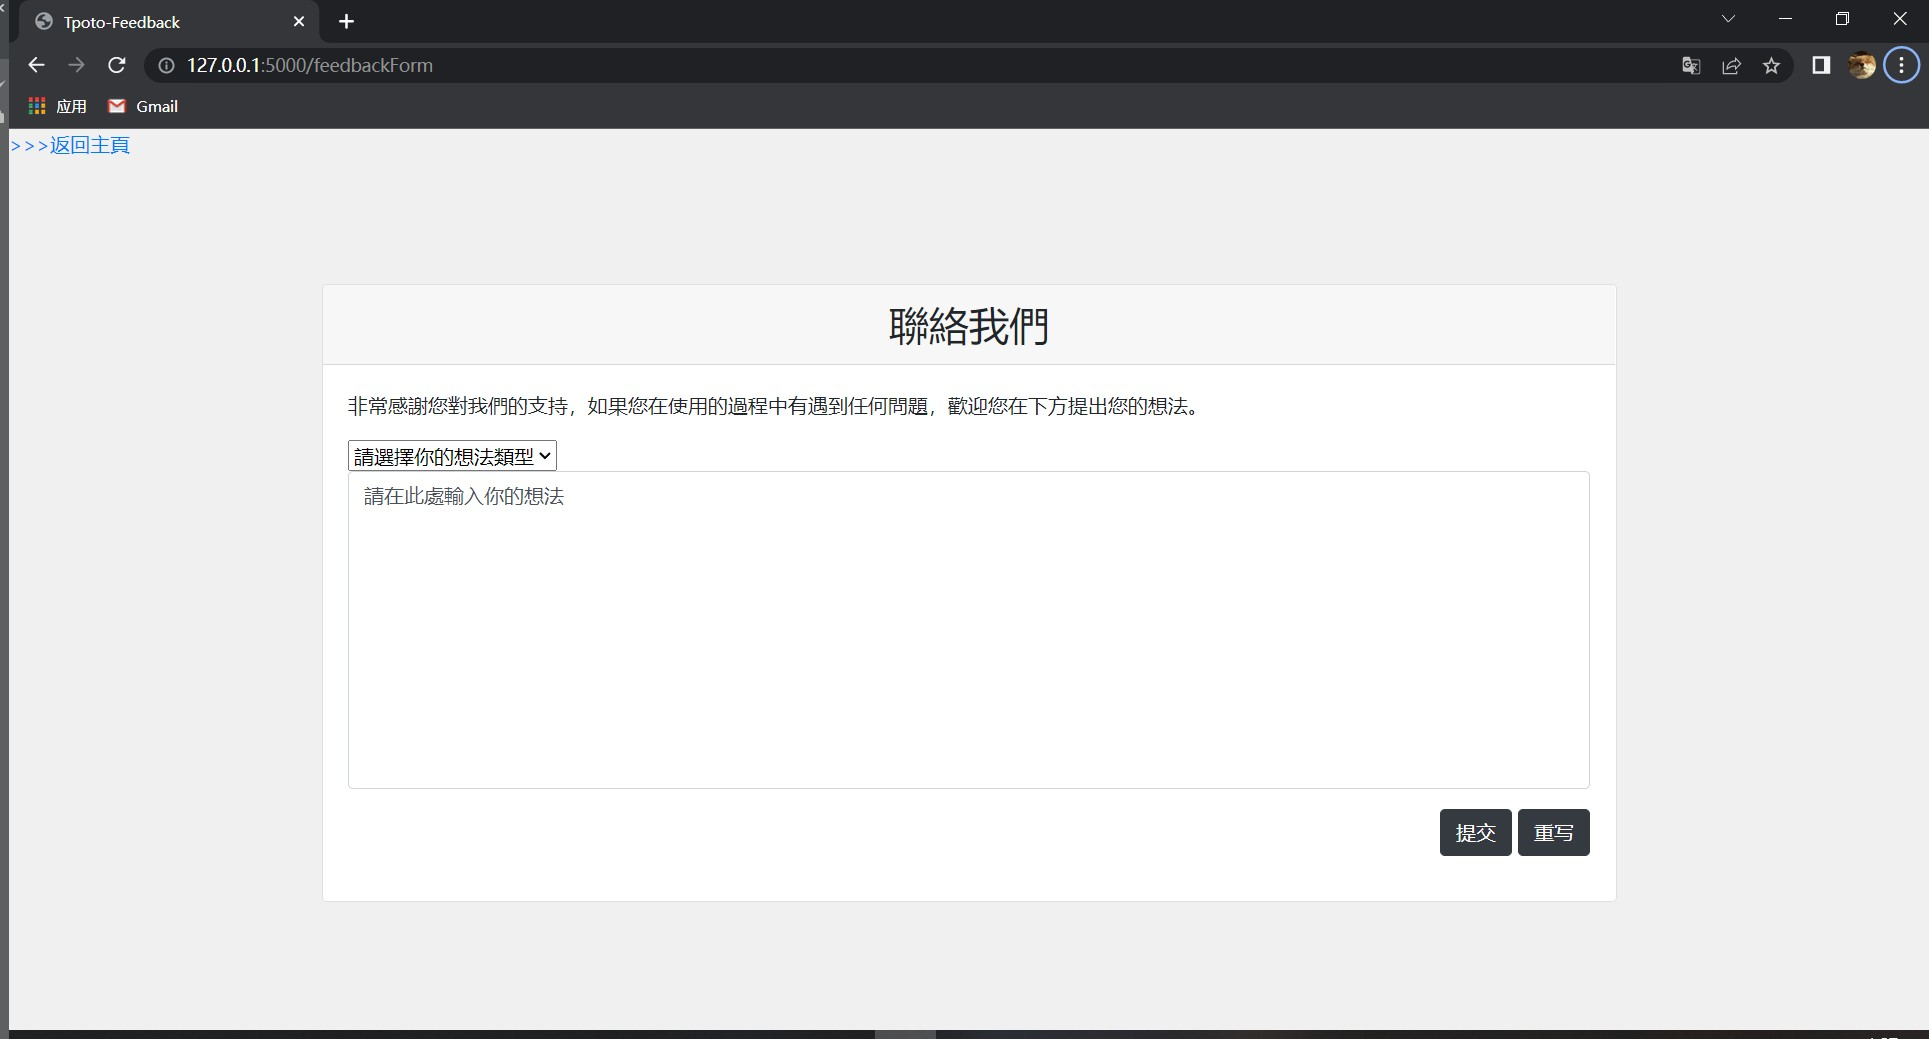 Tpoto-Feedback
127.0.0.1:5000/feedbackForm
应用 Gmail
>>>返回主頁
聯絡我們
非常感謝您對我們的支持，如果您在使用的過程中有遇到任何問題，歡迎您在下方提出您的想法。
請選擇你的想法類型
請在此處輸入你的想法
提交 重写